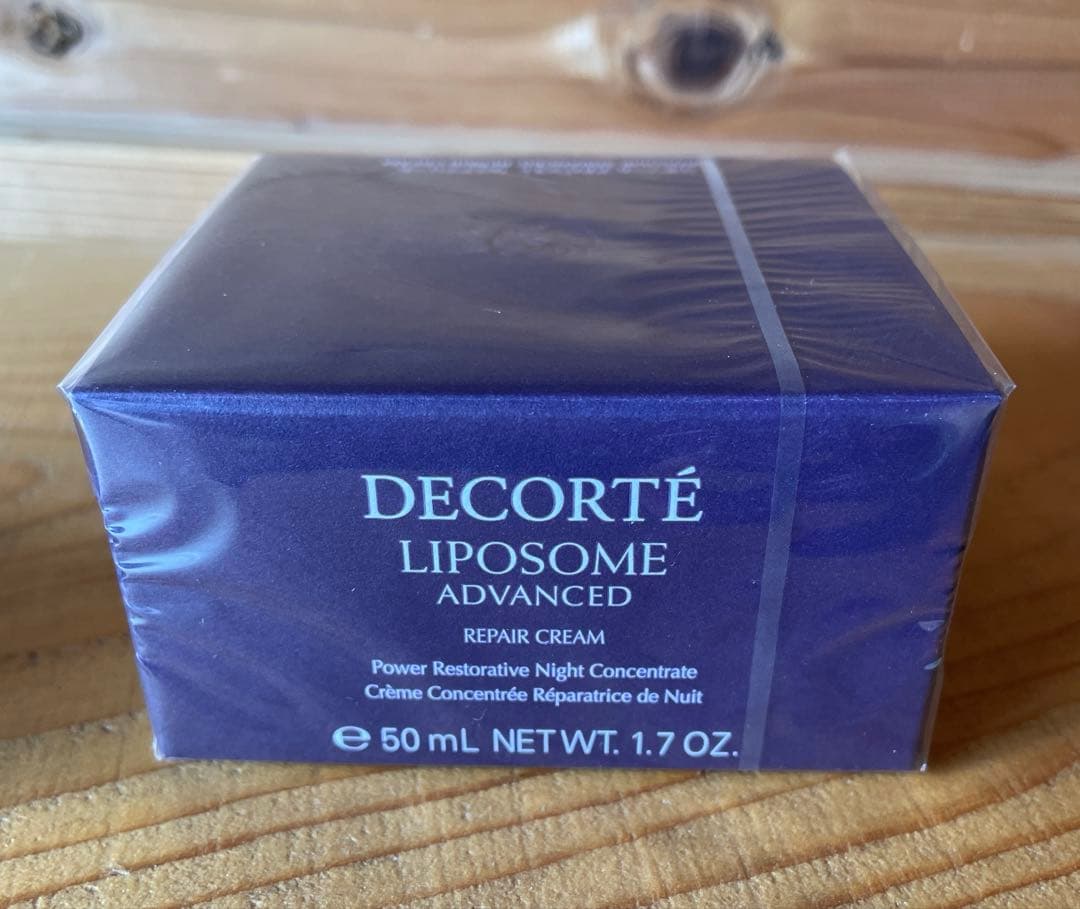 DECORTÉ
LIPOSOME
ADVANCED
REPAIR CREAM
Power Restorative Night Concentrate
Crème Concentrée Réparatrice de Nuit
℮ 50 mL NET WT. 1.7 OZ.